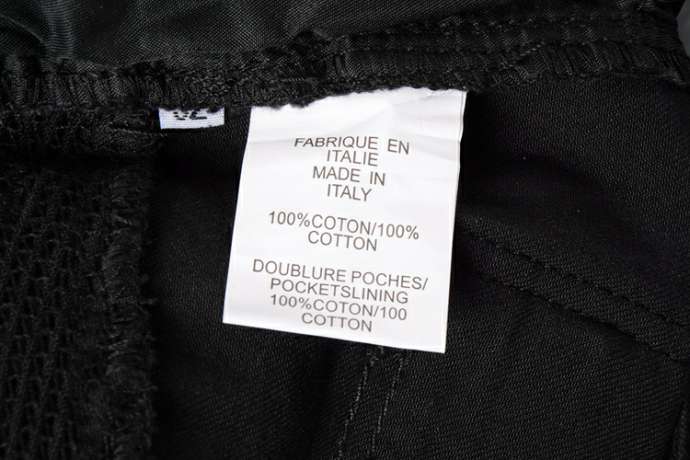 FABRIQUE EN
ITALIE
MADE IN
ITALY
100%COTON/100%
COTTON
DOUBLURE POCHES/
POCKETSLINING
100%COTON/100
COTTON